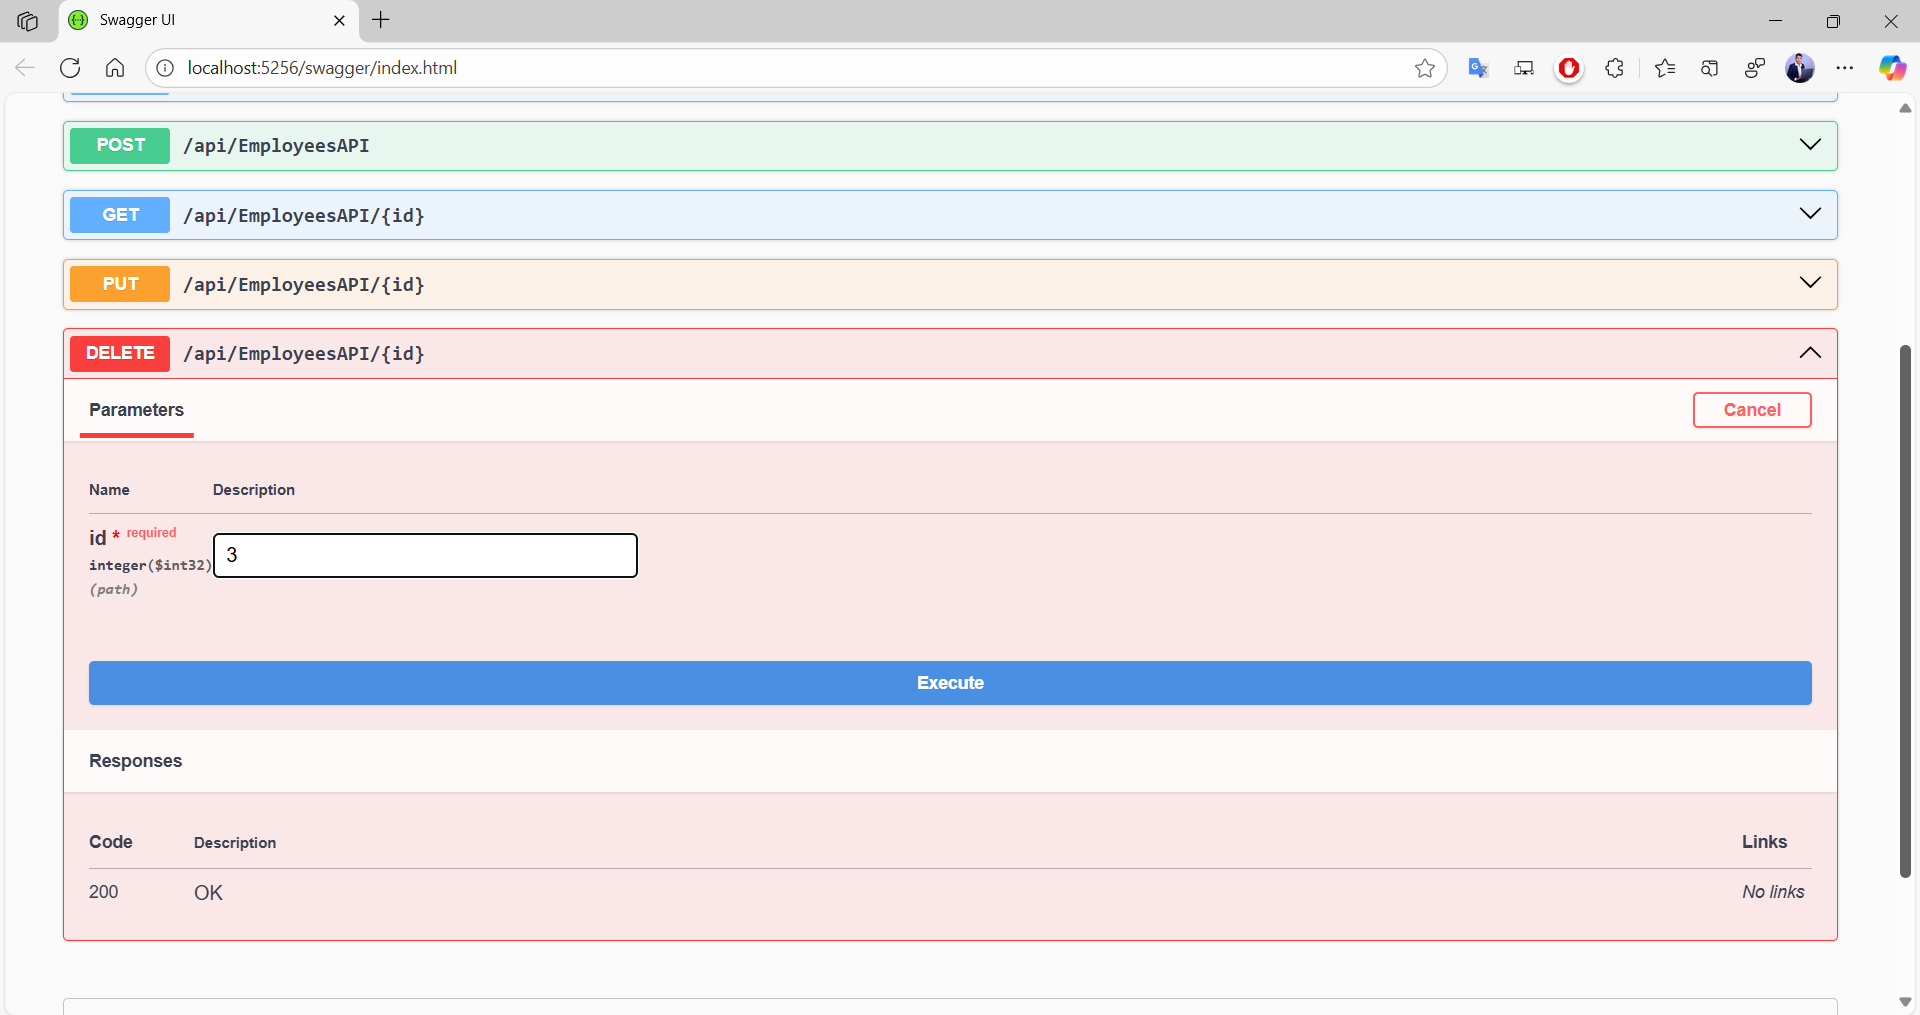 Swagger UI
localhost:5256/swagger/index.html
POST /api/EmployeesAPI
GET /api/EmployeesAPI/{id}
PUT /api/EmployeesAPI/{id}
DELETE /api/EmployeesAPI/{id}
Parameters
Cancel
Name Description
id * required
integer($int32)
(path)
3
Execute
Responses
Code Description Links
200 OK No links